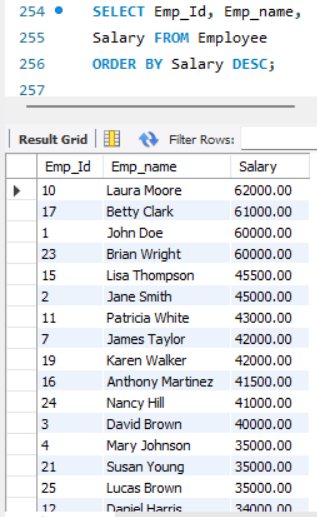 254 SELECT Emp_Id, Emp_name,
255 Salary FROM Employee
256 ORDER BY Salary DESC;
257
Result Grid Filter Rows:
Emp_Id Emp_name Salary
10 Laura Moore 62000.00
17 Betty Clark 61000.00
1 John Doe 60000.00
23 Brian Wright 60000.00
15 Lisa Thompson 45500.00
2 Jane Smith 45000.00
11 Patricia White 43000.00
7 James Taylor 42000.00
19 Karen Walker 42000.00
16 Anthony Martinez 41500.00
24 Nancy Hill 41000.00
3 David Brown 40000.00
4 Mary Johnson 35000.00
21 Susan Young 35000.00
25 Lucas Brown 35000.00
12 Daniel Harris 34000.00